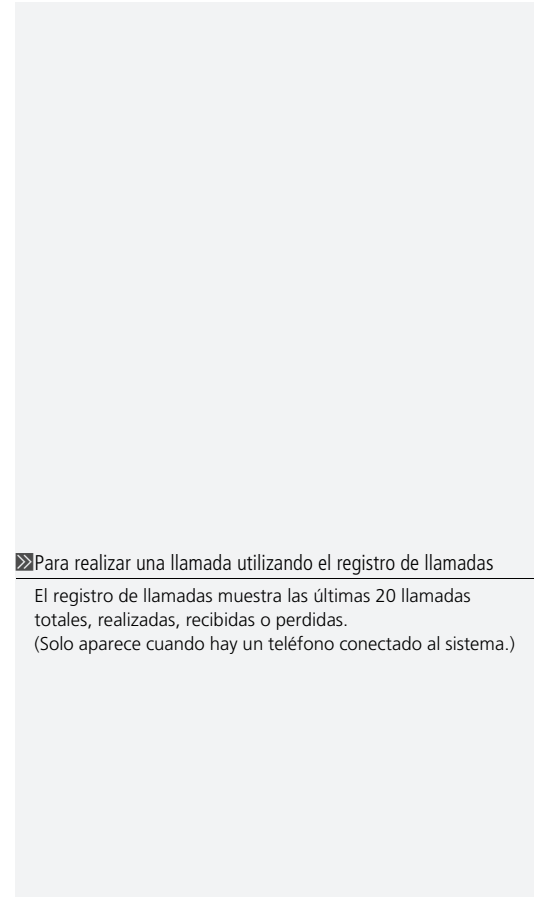 Para realizar una llamada utilizando el registro de llamadas
El registro de llamadas muestra las últimas 20 llamadas
totales, realizadas, recibidas o perdidas.
(Solo aparece cuando hay un teléfono conectado al sistema.)